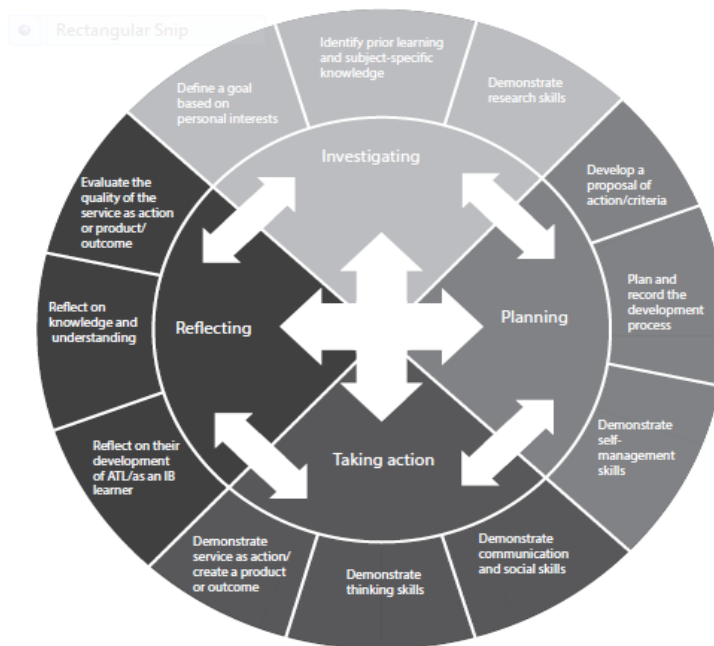 Rectangular Snip
Identify prior learning
and subject-specific
knowledge
Define a goal
based on
personal interests
Demonstrate
research skills
Investigating
Develop a
proposal of
action/criteria
Evaluate the
quality of the
service as action
or product/
outcome
Plan and
record the
development
process
Reflect on
knowledge and
understanding
Reflecting
Planning
Demonstrate
self-
management
skills
Reflect on their
development
of ATL/as an IB
learner
Taking action
Demonstrate
service as action/
create a product
or outcome
Demonstrate
thinking skills
Demonstrate
communication
and social skills